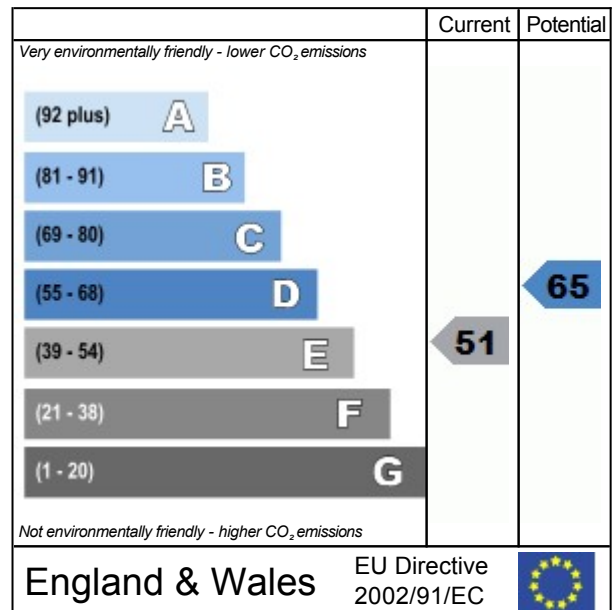 Current Potential
Very environmentally friendly - lower CO₂ emissions
(92 plus) A
(81 - 91) B
(69 - 80) C
(55 - 68) D
65
(39 - 54) E
51
(21 - 38) F
(1 - 20) G
Not environmentally friendly - higher CO₂ emissions
England & Wales
EU Directive
2002/91/EC